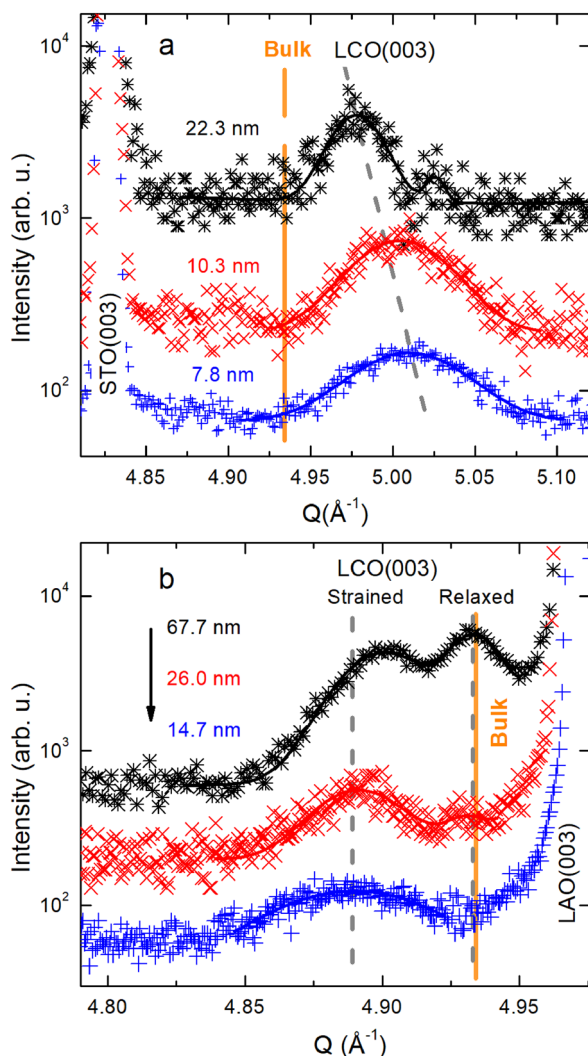 a
Bulk
LCO(003)
10⁴
22.3 nm
10³
10.3 nm
STO(003)
7.8 nm
10²
Intensity (arb. u.)
4.85 4.90 4.95 5.00 5.05 5.10
Q(Å⁻¹)
b
LCO(003)
Strained Relaxed
10⁴
67.7 nm
26.0 nm
Bulk
14.7 nm
10³
LAO(003)
10²
Intensity (arb. u.)
4.80 4.85 4.90 4.95
Q (Å⁻¹)